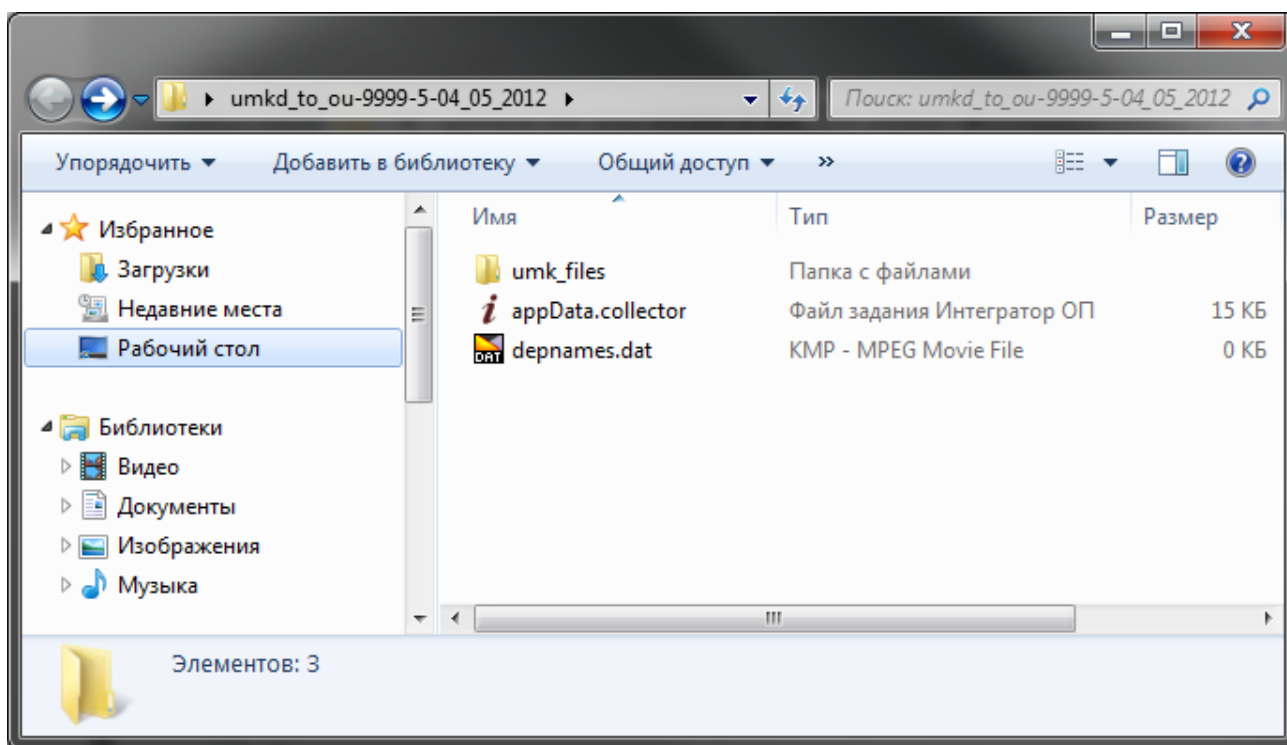 umkd_to_ou-9999-5-04_05_2012
Поиск: umkd_to_ou-9999-5-04_05_2012
Упорядочить Добавить в библиотеку Общий доступ »
Избранное
Загрузки
Недавние места
Рабочий стол
Библиотеки
Видео
Документы
Изображения
Музыка
Имя Тип Размер
umk_files Папка с файлами
appData.collector Файл задания Интегратор ОП 15 КБ
DAT depnames.dat KMP - MPEG Movie File 0 КБ
Элементов: 3